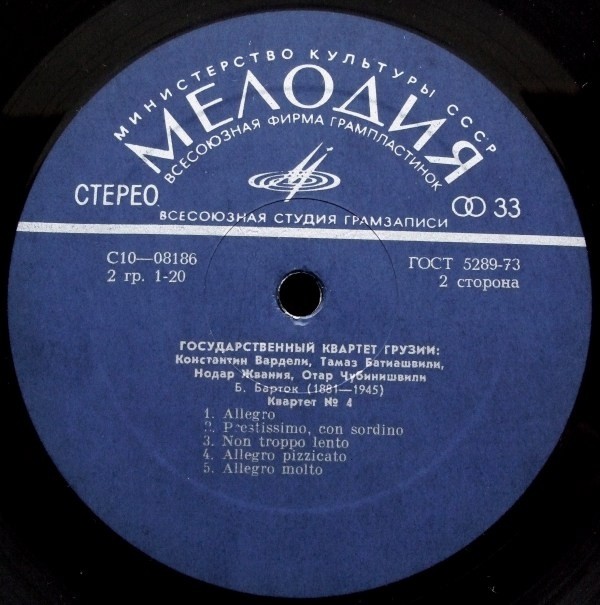 МИНИСТЕРСТВО КУЛЬТУРЫ СССР
МЕЛОДИЯ
ВСЕСОЮЗНАЯ ФИРМА ГРАМПЛАСТИНОК
СТЕРЕО
33
ВСЕСОЮЗНАЯ СТУДИЯ ГРАМЗАПИСИ
С10—08186
ГОСТ 5289-73
2 гр. 1-20
2 сторона
ГОСУДАРСТВЕННЫЙ КВАРТЕТ ГРУЗИИ:
Константин Вардели, Тамаз Батиашвили,
Нодар Жвания, Отар Чубинишвили
Б. Барток (1881—1945)
Квартет № 4
1. Allegro
2. Prestissimo, con sordino
3. Non troppo lento
4. Allegro pizzicato
5. Allegro molto